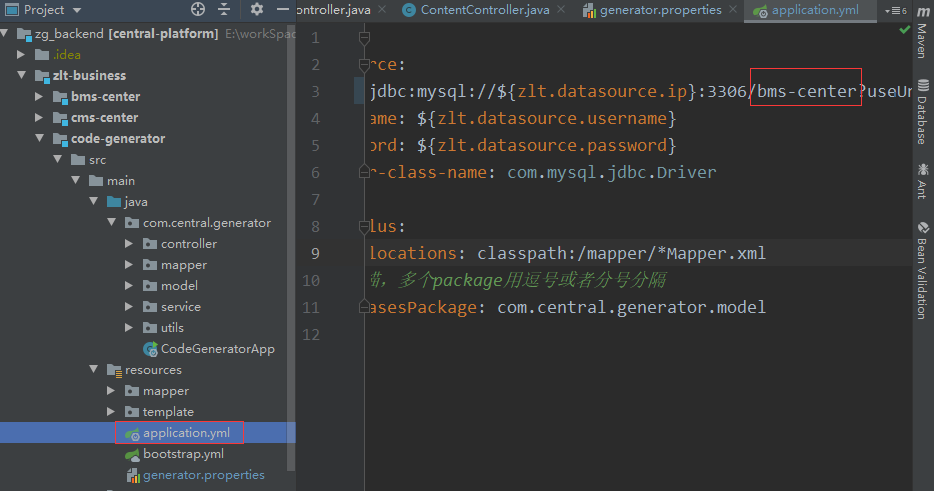 Project
ontroller.java
ContentController.java
generator.properties
application.yml
6
zg_backend [central-platform] E:\workSpac
.idea
zlt-business
bms-center
cms-center
code-generator
src
main
java
com.central.generator
controller
mapper
model
service
utils
CodeGeneratorApp
resources
mapper
template
application.yml
bootstrap.yml
generator.properties
1
2 rce:
3 jdbc:mysql://${zlt.datasource.ip}:3306/bms-center?useUn
4 ame: ${zlt.datasource.username}
5 ord: ${zlt.datasource.password}
6 r-class-name: com.mysql.jdbc.Driver
7
8 lus:
9 locations: classpath:/mapper/*Mapper.xml
10 ，多个package用逗号或者分号分隔
11 asesPackage: com.central.generator.model
12
Maven
Database
Ant
Bean Validation